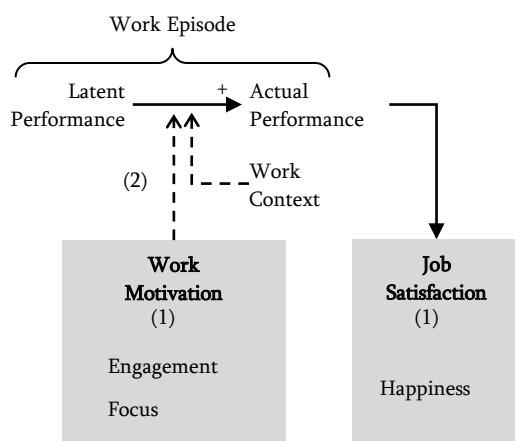 Work Episode
Latent
Performance
+
Actual
Performance
(2)
Work
Context
Work
Motivation
(1)
Engagement
Focus
Job
Satisfaction
(1)
Happiness